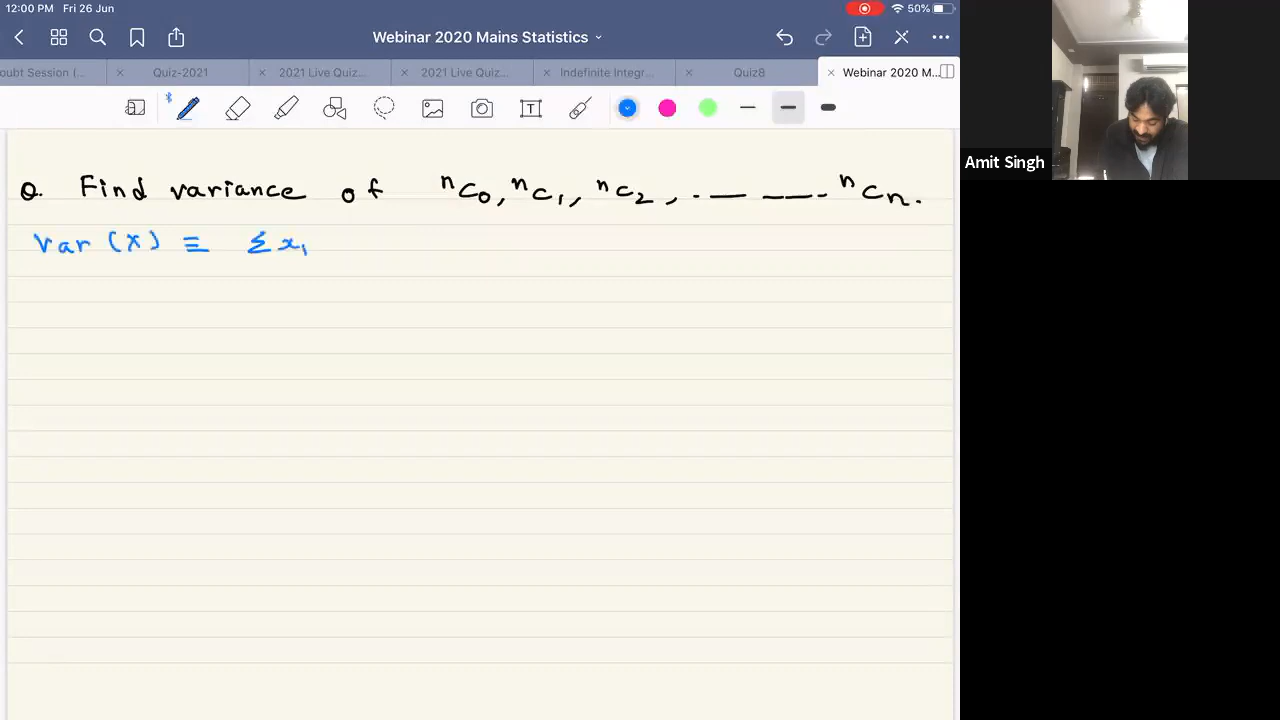 12:00 PM Fri 26 Jun
50%
Webinar 2020 Mains Statistics
oubt Session (...
Quiz-2021
2021 Live Quiz...
2021 Live Quiz...
Indefinite Integr...
Quiz8
Webinar 2020 M...
Q. Find variance of ⁿC₀, ⁿC₁, ⁿC₂, .— —. ⁿCₙ.
Var (X) ≡ Σx₁
Amit Singh